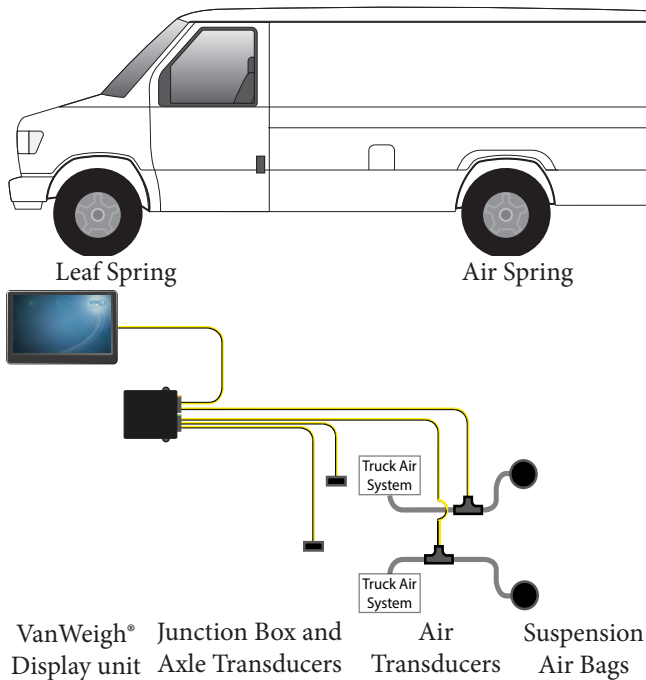 Leaf Spring
Air Spring
Truck Air
System
Truck Air
System
VanWeigh®
Display unit
Junction Box and
Axle Transducers
Air
Transducers
Suspension
Air Bags